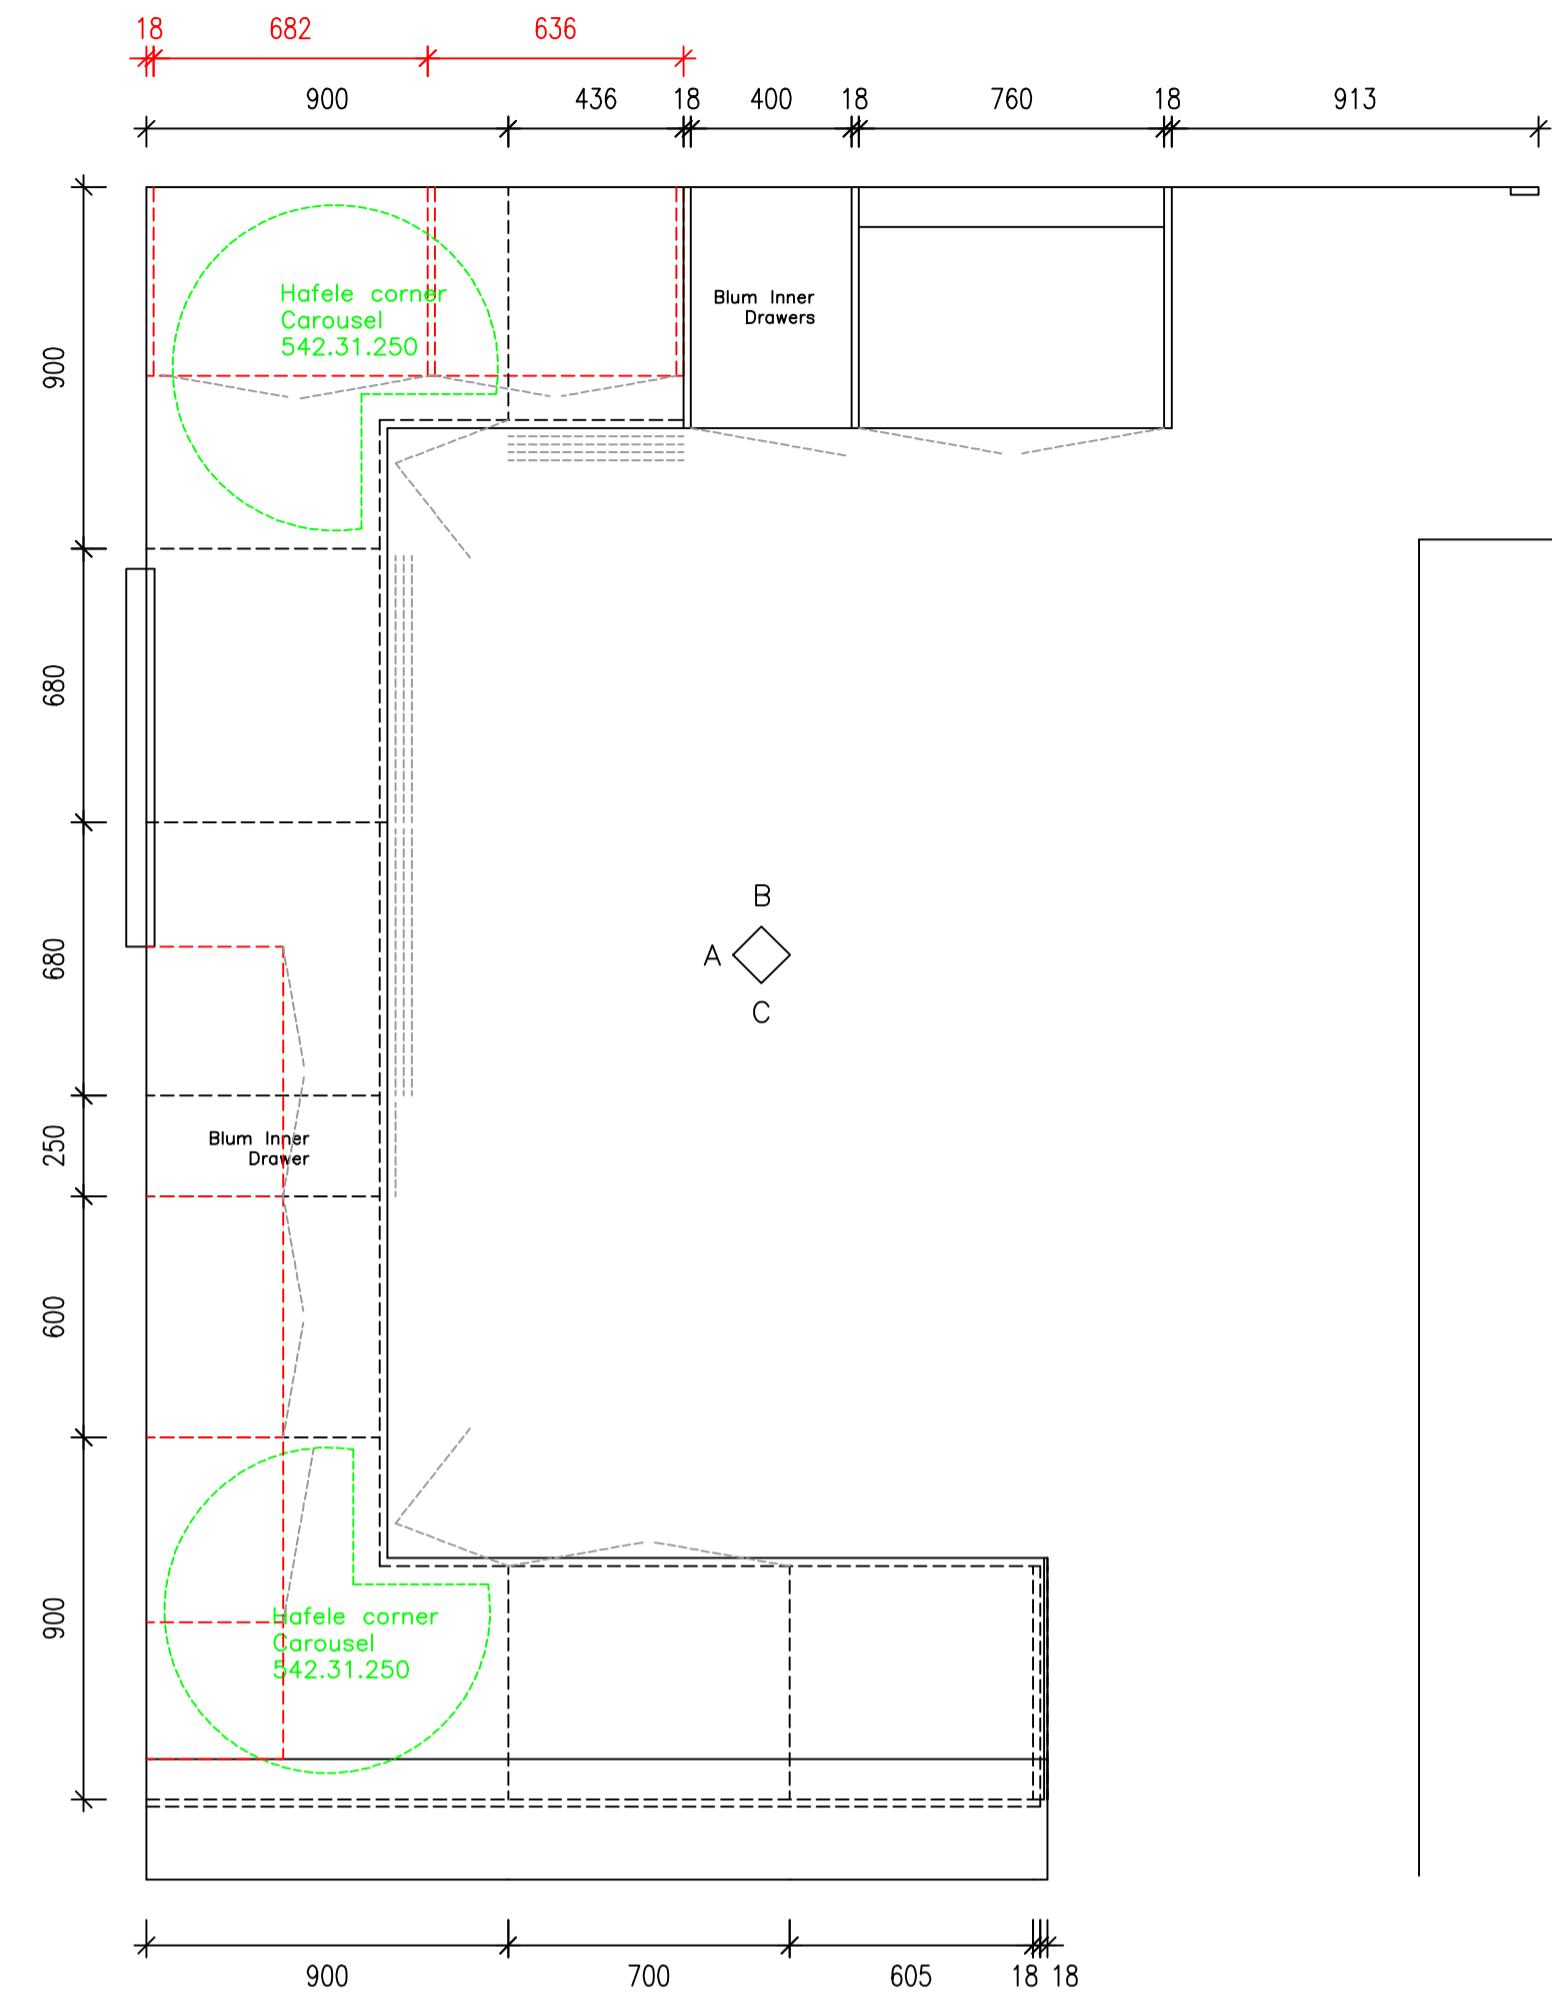 18 682 636
900 436 18 400 18 760 18 913
Hafele corner
Carousel
542.31.250
Blum Inner
Drawers
900
680
B
A
C
680
Blum Inner
Drawer
250
600
Hafele corner
Carousel
542.31.250
900
900 700 605 18 18